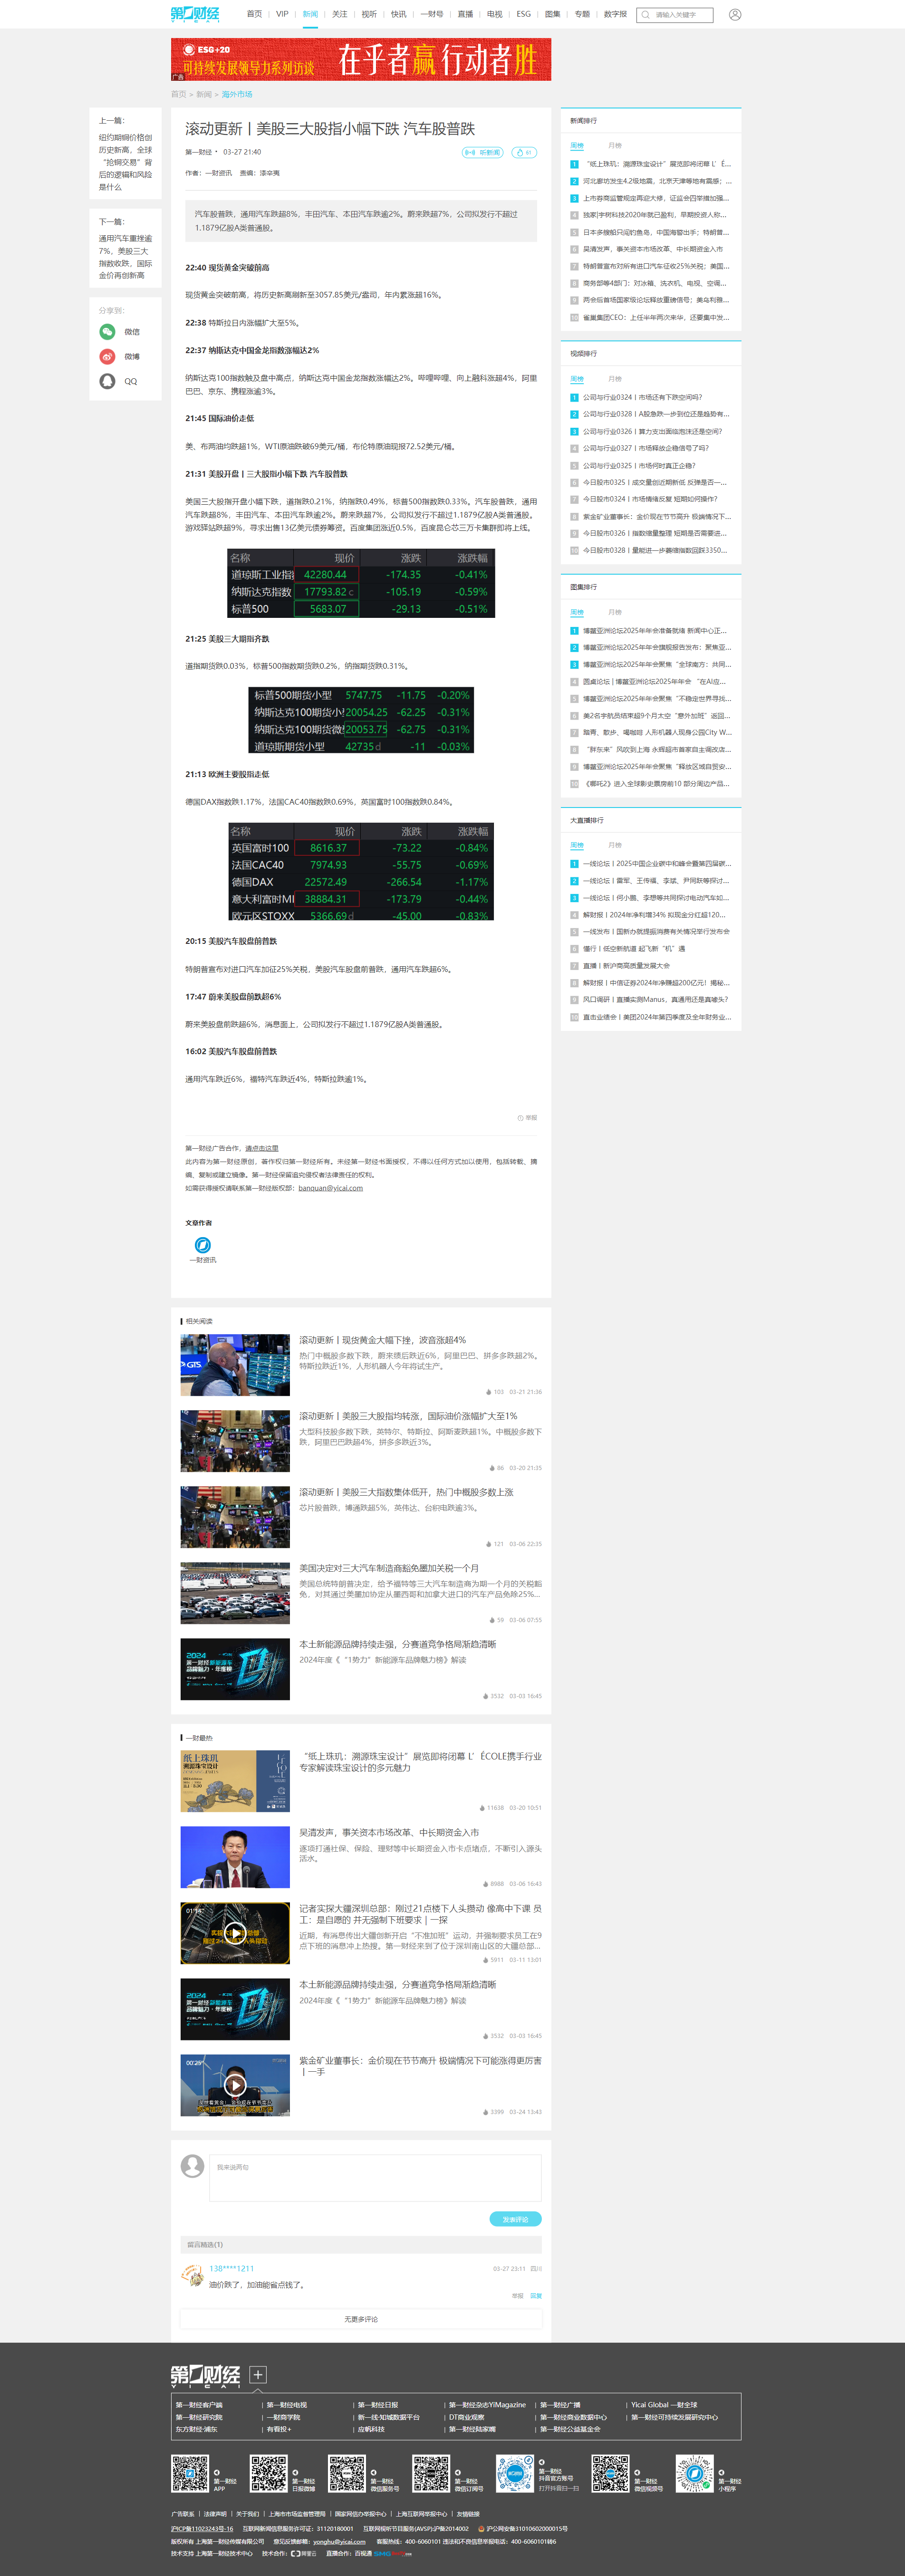 第一财经
YICAI
首页 | VIP | 新闻 | 关注 | 视听 | 快讯 | 一财号 | 直播 | 电视 | ESG | 图集 | 专题 | 数字报
请输入关键字
ESG+20
可持续发展领导力系列访谈
在乎者赢 行动者胜
广告
首页 > 新闻 > 海外市场
上一篇：
纽约期铜价格创
历史新高，全球
“抢铜交易”背
后的逻辑和风险
是什么
下一篇：
通用汽车重挫逾
7%，美股三大
指数收跌，国际
金价再创新高
分享到：
微信
微博
QQ
滚动更新丨美股三大股指小幅下跌 汽车股普跌
第一财经 • 03-27 21:40
听新闻
61
作者：一财资讯 责编：漆辛夷
汽车股普跌，通用汽车跌超8%，丰田汽车、本田汽车跌逾2%。蔚来跌超7%，公司拟发行不超过
1.1879亿股A类普通股。
22:40 现货黄金突破前高
现货黄金突破前高，将历史新高刷新至3057.85美元/盎司，年内累涨超16%。
22:38 特斯拉日内涨幅扩大至5%。
22:37 纳斯达克中国金龙指数涨幅达2%
纳斯达克100指数触及盘中高点，纳斯达克中国金龙指数涨幅达2%。哔哩哔哩、向上融科涨超4%，阿里
巴巴、京东、携程涨逾3%。
21:45 国际油价走低
美、布两油均跌超1%，WTI原油跌破69美元/桶，布伦特原油现报72.52美元/桶。
21:31 美股开盘丨三大股指小幅下跌 汽车股普跌
美国三大股指开盘小幅下跌，道指跌0.21%，纳指跌0.49%，标普500指数跌0.33%。汽车股普跌，通用
汽车跌超8%，丰田汽车、本田汽车跌逾2%。蔚来跌超7%，公司拟发行不超过1.1879亿股A类普通股。
游戏驿站跌超9%，寻求出售13亿美元债券筹资。百度集团涨近0.5%，百度昆仑芯三万卡集群即将上线。
名称 现价 涨跌 涨跌幅
道琼斯工业指 42280.44 -174.35 -0.41%
纳斯达克指数 17793.82 c -105.19 -0.59%
标普500 5683.07 -29.13 -0.51%
21:25 美股三大期指齐跌
道指期货跌0.03%，标普500指数期货跌0.2%，纳指期货跌0.31%。
标普500期货小型 5747.75 -11.75 -0.20%
纳斯达克100期货小 20054.25 -62.25 -0.31%
纳斯达克100期货微 20053.75 -62.75 -0.31%
道琼斯期货小型 42735 d -11 -0.03%
21:13 欧洲主要股指走低
德国DAX指数跌1.17%，法国CAC40指数跌0.69%，英国富时100指数跌0.84%。
名称 现价 涨跌 涨跌幅
英国富时100 8616.37 -73.22 -0.84%
法国CAC40 7974.93 -55.75 -0.69%
德国DAX 22572.49 -266.54 -1.17%
意大利富时MI 38884.31 -173.79 -0.44%
欧元区STOXX 5366.69 d -45.00 -0.83%
20:15 美股汽车股盘前普跌
特朗普宣布对进口汽车加征25%关税，美股汽车股盘前普跌，通用汽车跌超6%。
17:47 蔚来美股盘前跌超6%
蔚来美股盘前跌超6%，消息面上，公司拟发行不超过1.1879亿股A类普通股。
16:02 美股汽车股盘前普跌
通用汽车跌近6%，福特汽车跌近4%，特斯拉跌逾1%。
举报
第一财经广告合作，请点击这里
此内容为第一财经原创，著作权归第一财经所有。未经第一财经书面授权，不得以任何方式加以使用，包括转载、摘
编、复制或建立镜像。第一财经保留追究侵权者法律责任的权利。
如需获得授权请联系第一财经版权部：banquan@yicai.com
文章作者
一财资讯
相关阅读
滚动更新丨现货黄金大幅下挫，波音涨超4%
热门中概股多数下跌，蔚来绩后跌近6%，阿里巴巴、拼多多跌超2%。
特斯拉跌近1%，人形机器人今年将试生产。
103 03-21 21:36
滚动更新丨美股三大股指均转涨，国际油价涨幅扩大至1%
大型科技股多数下跌，英特尔、特斯拉、阿斯麦跌超1%。中概股多数下
跌，阿里巴巴跌超4%，拼多多跌近3%。
86 03-20 21:35
滚动更新丨美股三大指数集体低开，热门中概股多数上涨
芯片股普跌，博通跌超5%，英伟达、台积电跌逾3%。
121 03-06 22:35
美国决定对三大汽车制造商豁免墨加关税一个月
美国总统特朗普决定，给予福特等三大汽车制造商为期一个月的关税豁
免，对其通过美墨加协定从墨西哥和加拿大进口的汽车产品免除25%...
59 03-06 07:55
本土新能源品牌持续走强，分赛道竞争格局渐趋清晰
2024年度《“1势力”新能源车品牌魅力榜》解读
3532 03-03 16:45
一财最热
“纸上珠玑：溯源珠宝设计”展览即将闭幕 L’ÉCOLE携手行业
专家解读珠宝设计的多元魅力
11638 03-20 10:51
吴清发声，事关资本市场改革、中长期资金入市
逐项打通社保、保险、理财等中长期资金入市卡点堵点，不断引入源头
活水。
8988 03-06 16:43
记者实探大疆深圳总部：刚过21点楼下人头攒动 像高中下课 员
工：是自愿的 并无强制下班要求 | 一探
近期，有消息传出大疆创新开启“不准加班”运动，并强制要求员工在9
点下班的消息冲上热搜。第一财经来到了位于深圳南山区的大疆总部...
5911 03-11 13:01
本土新能源品牌持续走强，分赛道竞争格局渐趋清晰
2024年度《“1势力”新能源车品牌魅力榜》解读
3532 03-03 16:45
紫金矿业董事长：金价现在节节高升 极端情况下可能涨得更厉害
丨一手
3399 03-24 13:43
我来说两句
发表评论
留言精选(1)
138****1211
03-27 23:11 四川
油价跌了，加油能省点钱了。
举报 回复
无更多评论
新闻排行
周榜 月榜
1 “纸上珠玑：溯源珠宝设计”展览即将闭幕 L’É...
2 河北廊坊发生4.2级地震，北京天津等地有震感；...
3 上市券商监管规定再迎大修，证监会四举措加强...
4 独家|宇树科技2020年就已盈利，早期投资人称...
5 日本多艘船只闯钓鱼岛，中国海警出手；特朗普...
6 吴清发声，事关资本市场改革、中长期资金入市
7 特朗普宣布对所有进口汽车征收25%关税；美国...
8 商务部等4部门：对冰箱、洗衣机、电视、空调...
9 两会后首场国家级论坛释放重磅信号；美乌利雅...
10 雀巢集团CEO：上任半年两次来华，还要集中发...
视频排行
周榜 月榜
1 公司与行业0324丨市场还有下跌空间吗？
2 公司与行业0328丨A股急跌一步到位还是趋势有...
3 公司与行业0326丨算力支出面临泡沫还是空间？
4 公司与行业0327丨市场释放企稳信号了吗？
5 公司与行业0325丨市场何时真正企稳？
6 今日股市0325丨成交量创近期新低 反弹是否一...
7 今日股市0324丨市场情绪反复 短期如何操作？
8 紫金矿业董事长：金价现在节节高升 极端情况下...
9 今日股市0326丨指数缩量整理 短期是否需要进...
10 今日股市0328丨量能进一步萎缩指数回踩3350...
图集排行
周榜 月榜
1 博鳌亚洲论坛2025年年会准备就绪 新闻中心正...
2 博鳌亚洲论坛2025年年会旗舰报告发布：聚焦亚...
3 博鳌亚洲论坛2025年年会聚焦“全球南方：共同...
4 圆桌论坛 | 博鳌亚洲论坛2025年年会 “在AI应...
5 博鳌亚洲论坛2025年年会聚焦“不稳定世界寻找...
6 美2名宇航员结束超9个月太空“意外加班”返回...
7 踏青、散步、喝咖啡 人形机器人现身公园City W...
8 “胖东来”风吹到上海 永辉超市首家自主调改店...
9 博鳌亚洲论坛2025年年会聚焦“释放区域自贸安...
10 《哪吒2》进入全球影史票房前10 部分周边产品...
大直播排行
周榜 月榜
1 一线论坛丨2025中国企业碳中和峰会暨第四届碳...
2 一线论坛丨雷军、王传福、李斌、尹同跃等探讨...
3 一线论坛丨何小鹏、李想等共同探讨电动汽车如...
4 解财报丨2024年净利增34% 拟现金分红超120...
5 一线发布丨国新办就提振消费有关情况举行发布会
6 懂行丨低空新航道 起飞新“机”遇
7 直播丨新沪商高质量发展大会
8 解财报丨中信证券2024年净赚超200亿元！揭秘...
9 风口调研丨直播实测Manus，真通用还是真噱头？
10 直击业绩会丨美团2024年第四季度及全年财务业...
第一财经
YICAI
第一财经客户端 | 第一财经电视 | 第一财经日报 | 第一财经杂志YiMagazine | 第一财经广播 | Yicai Global 一财全球
第一财经研究院 | 一财商学院 | 新一线·知城数据平台 | DT商业观察 | 第一财经商业数据中心 | 第一财经可持续发展研究中心
东方财经·浦东 | 有看投+ | 应帆科技 | 第一财经陆家嘴 | 第一财经公益基金会
第一财经
APP
第一财经
日报微博
第一财经
微信服务号
第一财经
微信订阅号
第一财经
抖音官方账号
打开抖音扫一扫
第一财经
微信视频号
第一财经
小程序
广告联系 | 法律声明 | 关于我们 | 上海市市场监督管理局 | 国家网信办举报中心 | 上海互联网举报中心 | 友情链接
沪ICP备11023243号-16 互联网新闻信息服务许可证：31120180001 互联网视听节目服务(AVSP):沪备2014002 沪公网安备31010602000015号
版权所有 上海第一财经传媒有限公司 意见反馈邮箱：yonghu@yicai.com 客服热线：400-6060101 违法和不良信息举报电话：400-6060101转6
技术支持 上海第一财经技术中心 技术合作：阿里云 直播合作：百视通